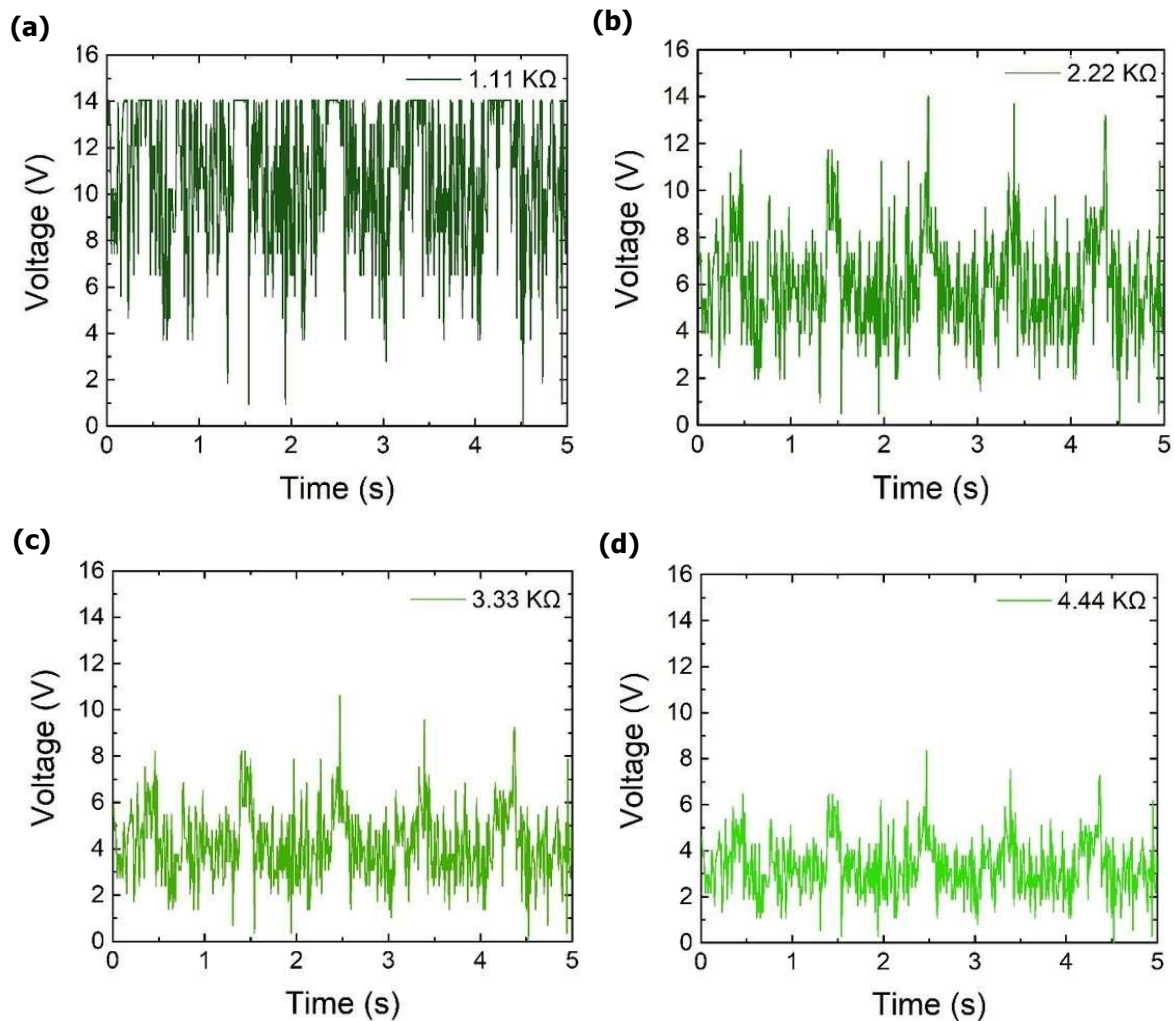 (a)
16
14
12
10
8
6
4
2
0
Voltage (V)
1.11 KΩ
0 1 2 3 4 5
Time (s)
(b)
16
14
12
10
8
6
4
2
0
Voltage (V)
2.22 KΩ
0 1 2 3 4 5
Time (s)
(c)
16
14
12
10
8
6
4
2
0
Voltage (V)
3.33 KΩ
0 1 2 3 4 5
Time (s)
(d)
16
14
12
10
8
6
4
2
0
Voltage (V)
4.44 KΩ
0 1 2 3 4 5
Time (s)